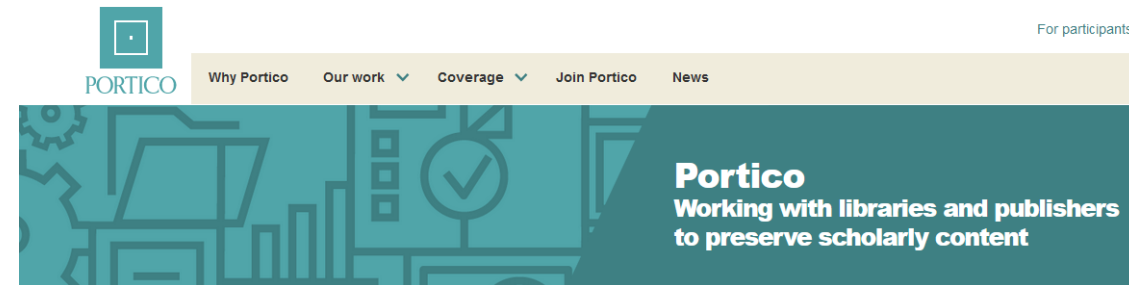 For participants
PORTICO
Why Portico Our work Coverage Join Portico News
Portico
Working with libraries and publishers
to preserve scholarly content